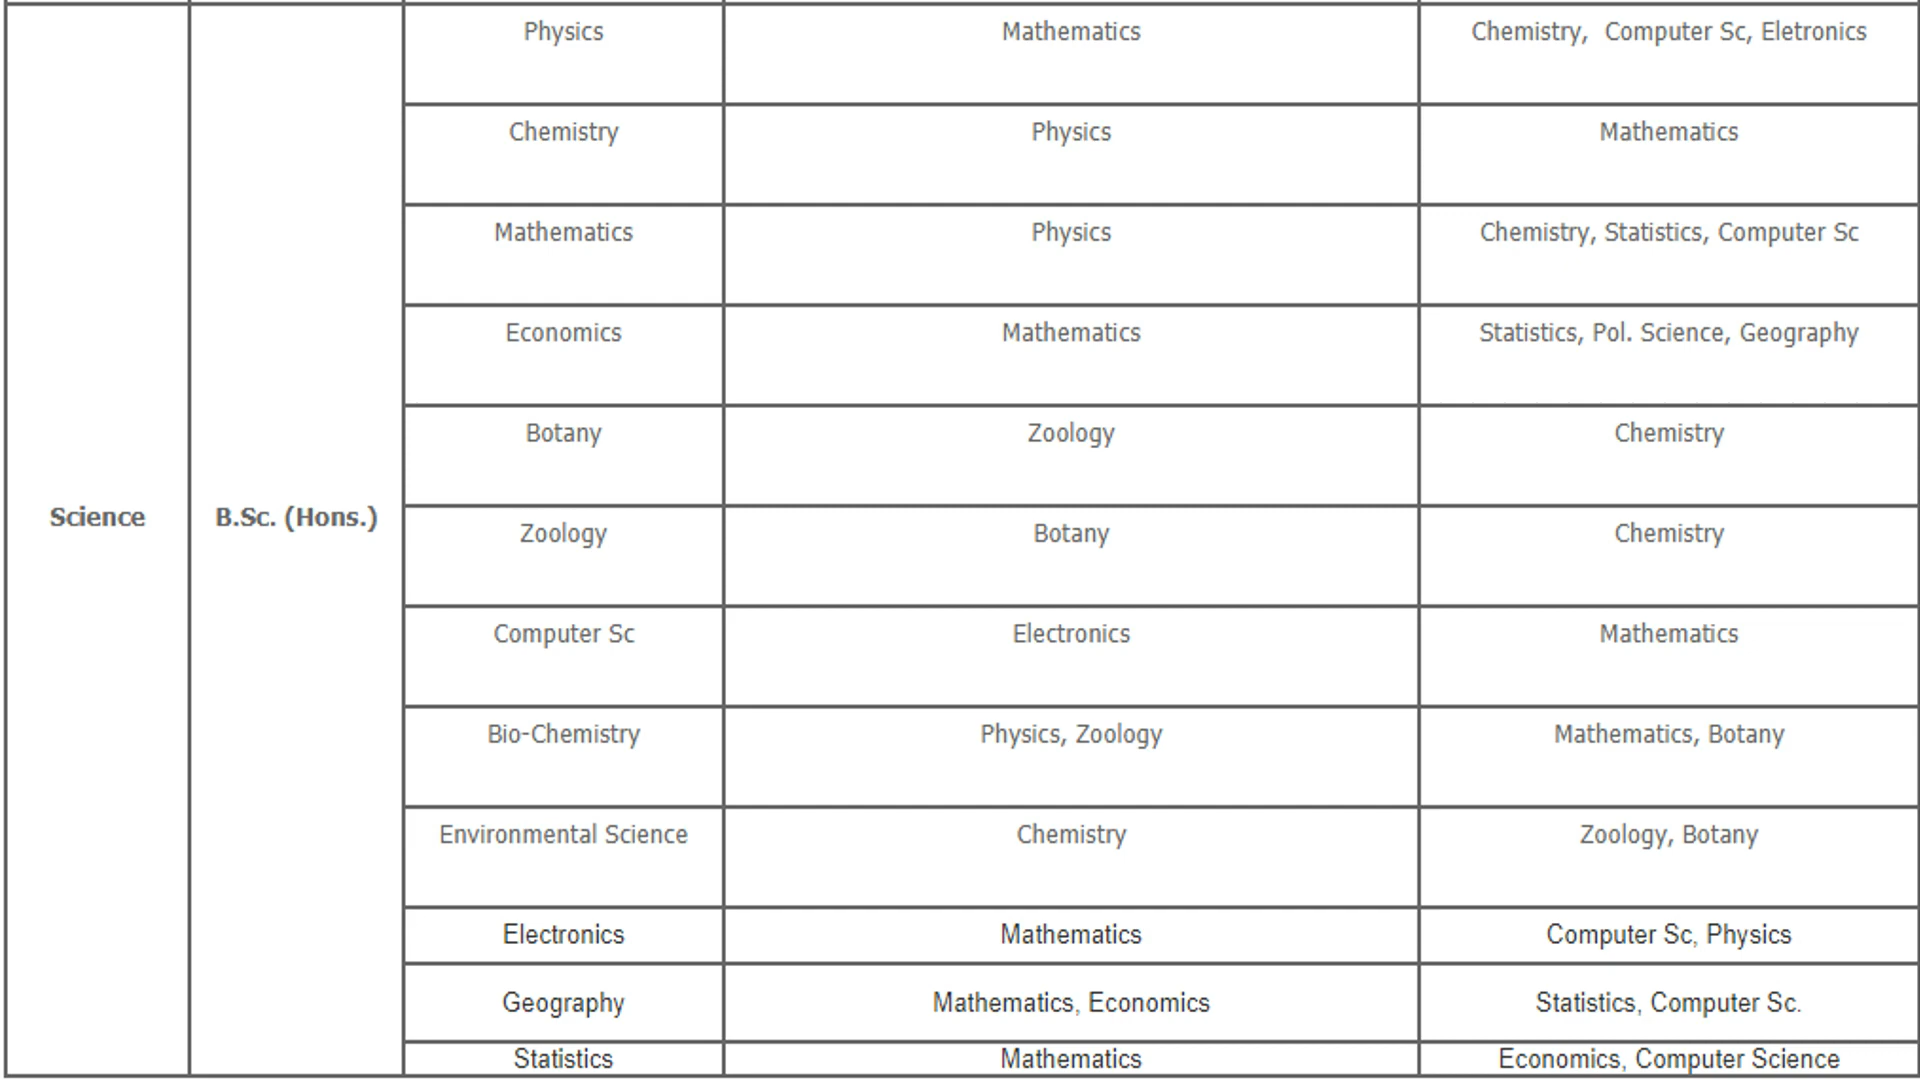 Physics Mathematics Chemistry, Computer Sc, Eletronics
Chemistry Physics Mathematics
Mathematics Physics Chemistry, Statistics, Computer Sc
Economics Mathematics Statistics, Pol. Science, Geography
Botany Zoology Chemistry
Science B.Sc. (Hons.)
Zoology Botany Chemistry
Computer Sc Electronics Mathematics
Bio-Chemistry Physics, Zoology Mathematics, Botany
Environmental Science Chemistry Zoology, Botany
Electronics Mathematics Computer Sc, Physics
Geography Mathematics, Economics Statistics, Computer Sc.
Statistics Mathematics Economics, Computer Science